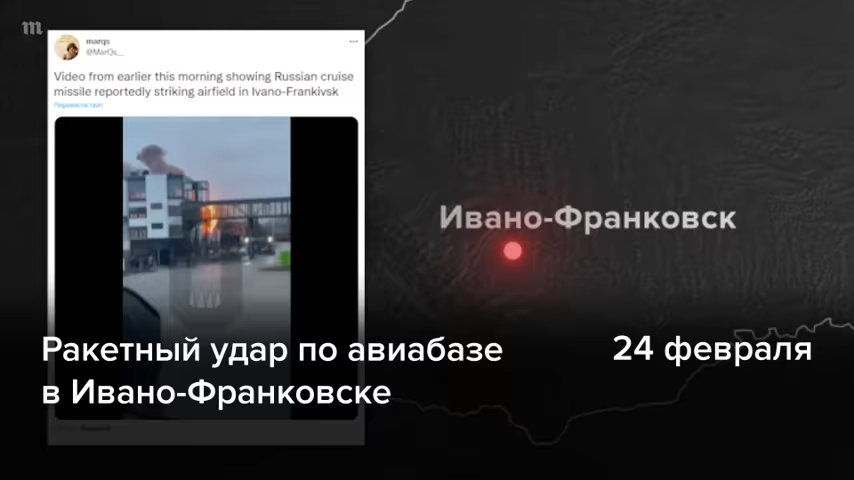 m
marqs
@MarQs__
Video from earlier this morning showing Russian cruise
missile reportedly striking airfield in Ivano-Frankivsk
Ивано-Франковск
Ракетный удар по авиабазе
в Ивано-Франковске
24 февраля